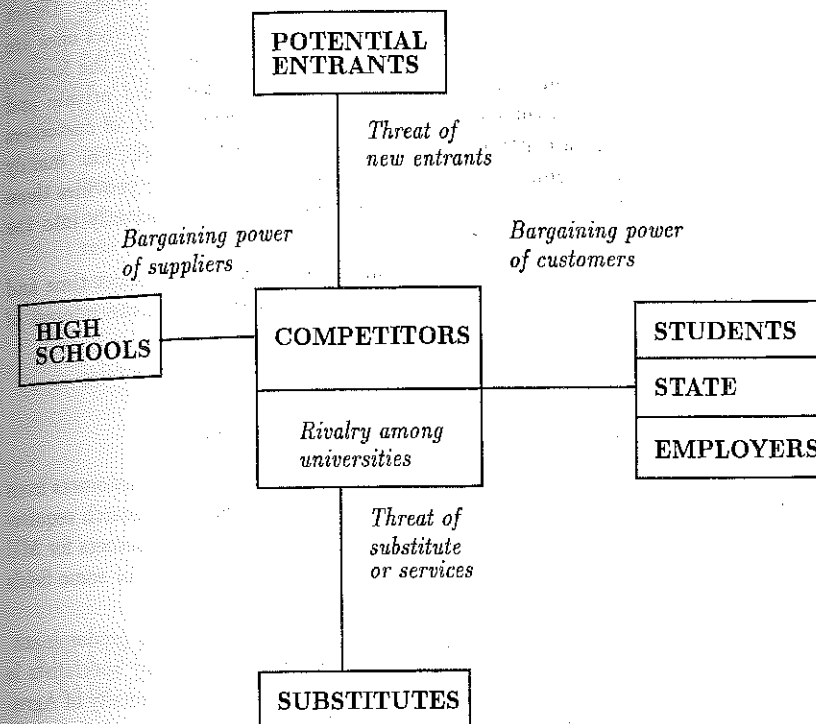 POTENTIAL
ENTRANTS
Threat of
new entrants
Bargaining power
of suppliers
Bargaining power
of customers
HIGH
SCHOOLS
COMPETITORS
Rivalry among
universities
STUDENTS
STATE
EMPLOYERS
Threat of
substitute
or services
SUBSTITUTES